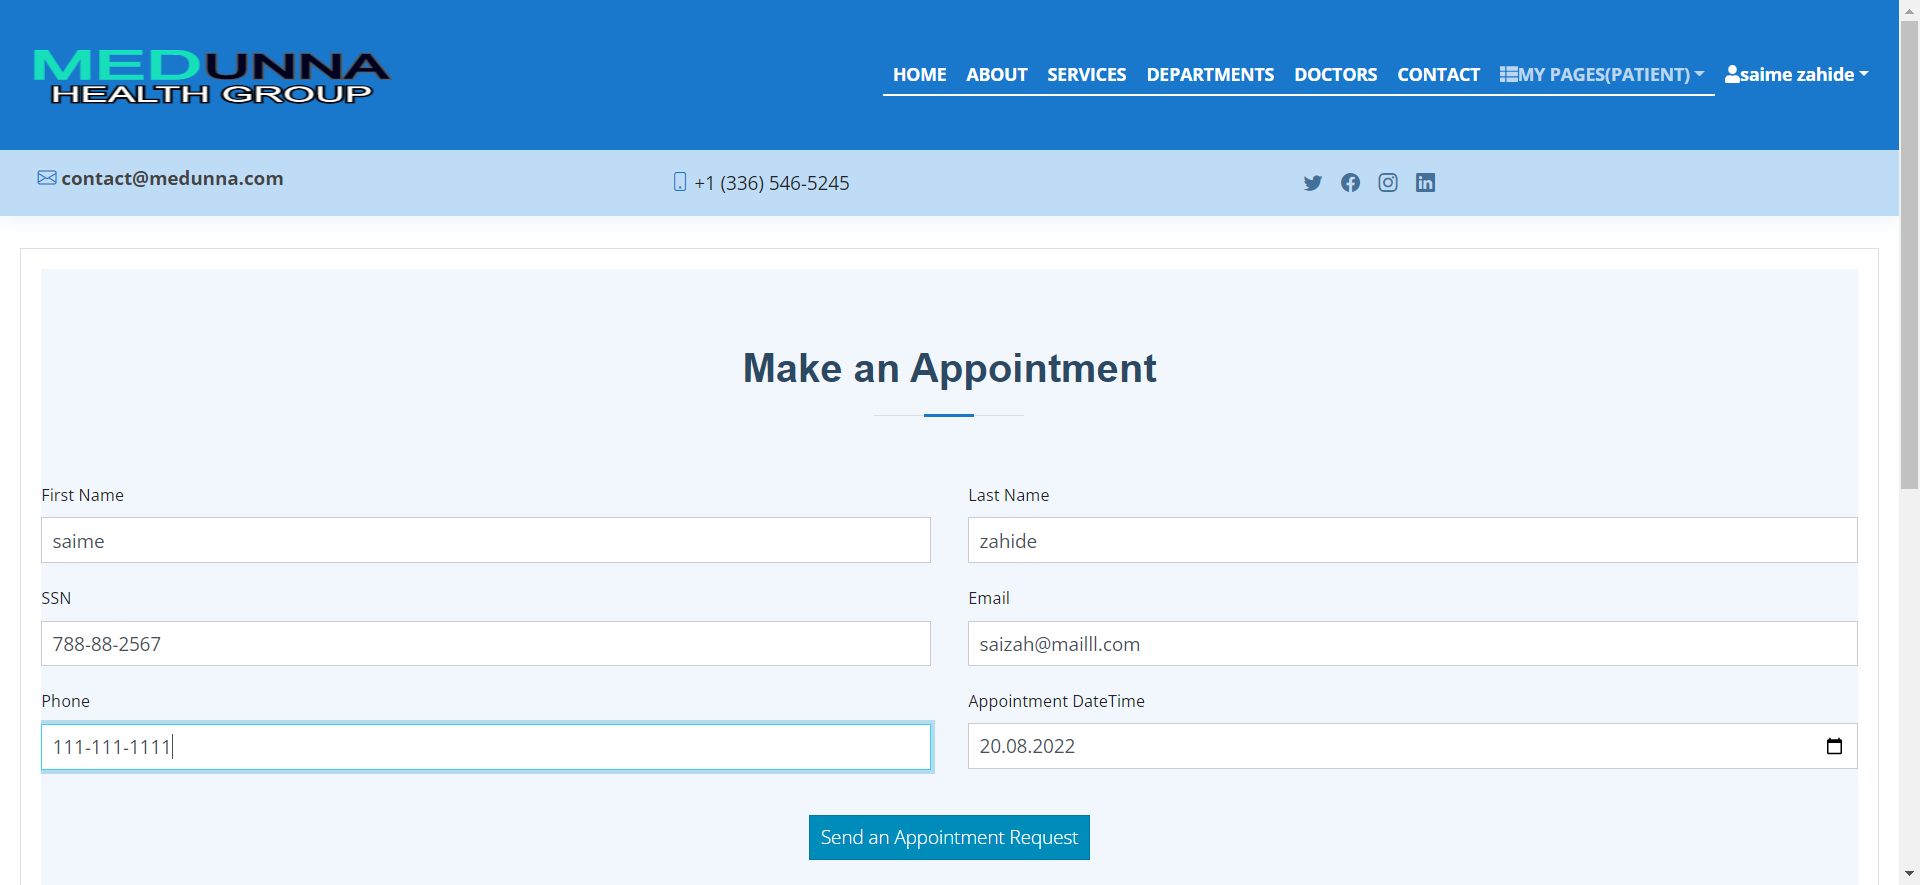 MEDUNNA
HEALTH GROUP
HOME ABOUT SERVICES DEPARTMENTS DOCTORS CONTACT MY PAGES(PATIENT) saime zahide
contact@medunna.com +1 (336) 546-5245
Make an Appointment
First Name Last Name
saime zahide
SSN Email
788-88-2567 saizah@mailll.com
Phone Appointment DateTime
111-111-1111 20.08.2022
Send an Appointment Request